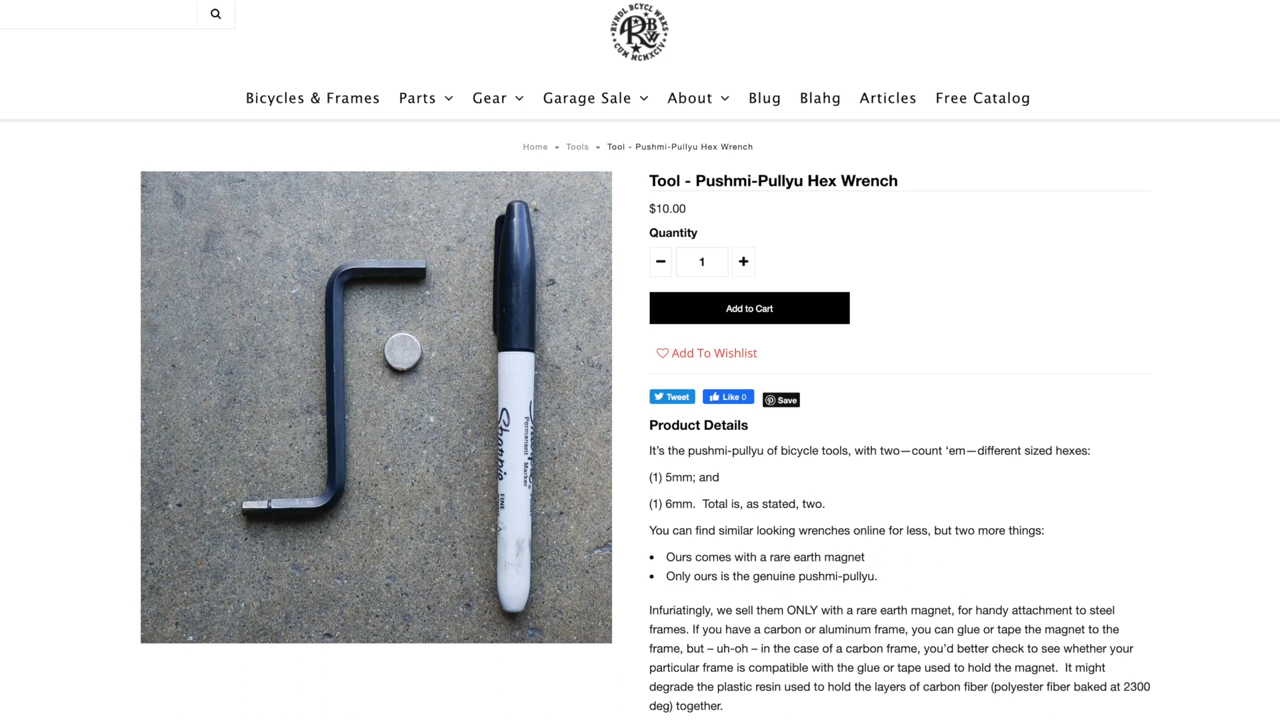 RVNDL BCYCL WRKS
RBW
CUM MCMXCIV
Bicycles & Frames Parts Gear Garage Sale About Blug Blahg Articles Free Catalog
Home » Tools » Tool - Pushmi-Pullyu Hex Wrench
Tool - Pushmi-Pullyu Hex Wrench
$10.00
Quantity
− 1 +
Add to Cart
Add To Wishlist
Tweet Like 0 Save
Product Details
It's the pushmi-pullyu of bicycle tools, with two—count ‘em—different sized hexes:
(1) 5mm; and
(1) 6mm.  Total is, as stated, two.
You can find similar looking wrenches online for less, but two more things:
• Ours comes with a rare earth magnet
• Only ours is the genuine pushmi-pullyu.
Infuriatingly, we sell them ONLY with a rare earth magnet, for handy attachment to steel
frames. If you have a carbon or aluminum frame, you can glue or tape the magnet to the
frame, but – uh-oh – in the case of a carbon frame, you'd better check to see whether your
particular frame is compatible with the glue or tape used to hold the magnet.  It might
degrade the plastic resin used to hold the layers of carbon fiber (polyester fiber baked at 2300
deg) together.
Sharpie
FINE
Permanent Marker